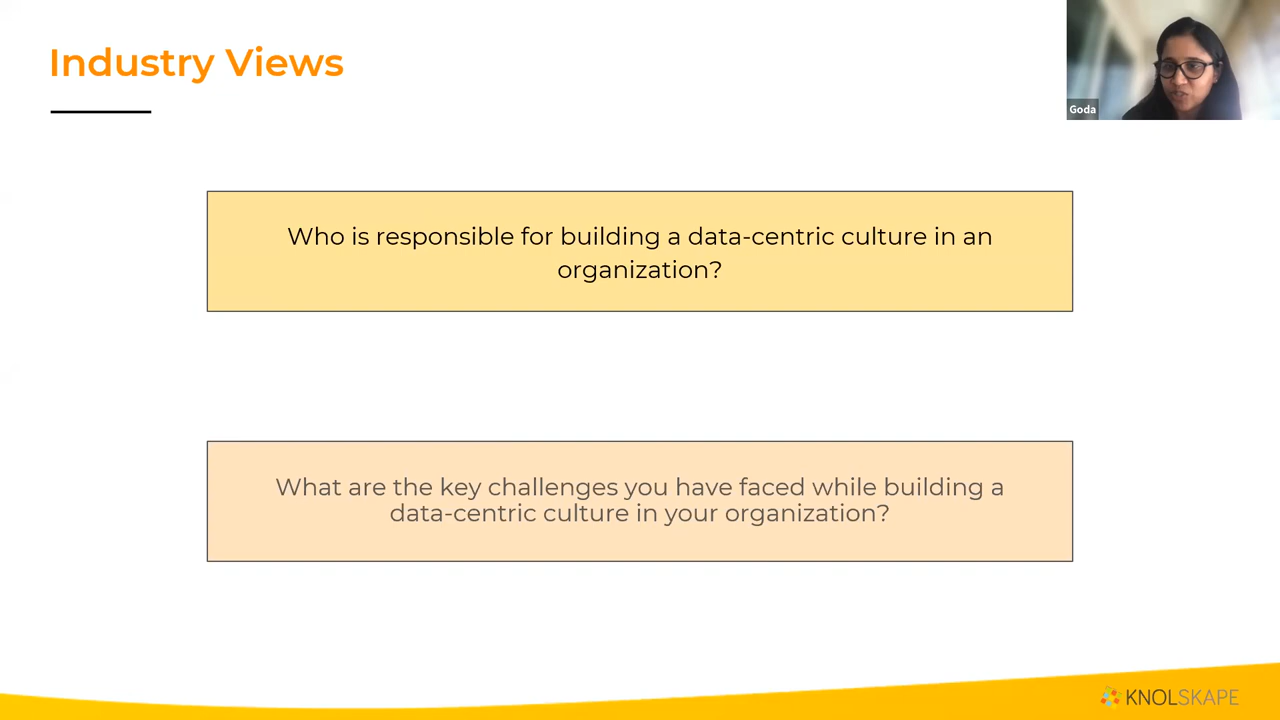 Industry Views
Goda
Who is responsible for building a data-centric culture in an
organization?
What are the key challenges you have faced while building a
data-centric culture in your organization?
KNOLSKAPE